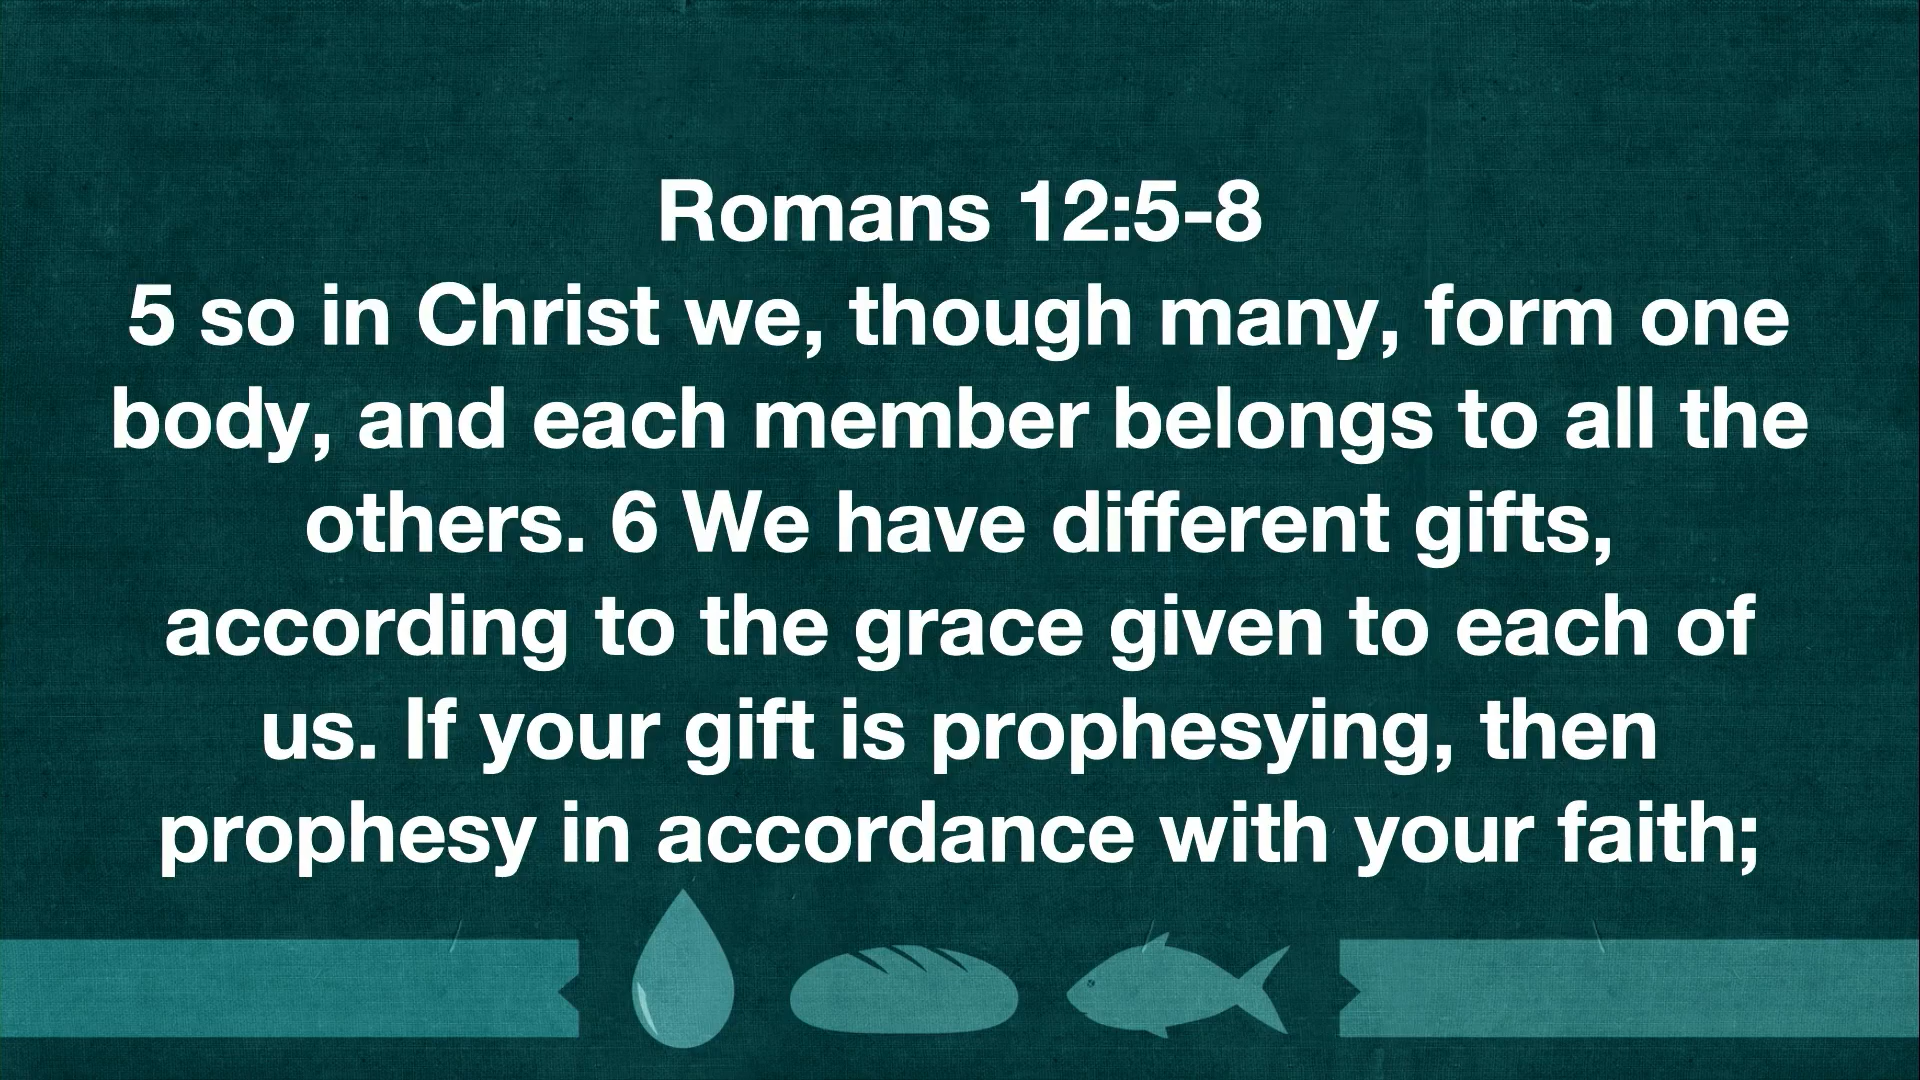 Romans 12:5-8
5 so in Christ we, though many, form one
body, and each member belongs to all the
others. 6 We have different gifts,
according to the grace given to each of
us. If your gift is prophesying, then
prophesy in accordance with your faith;